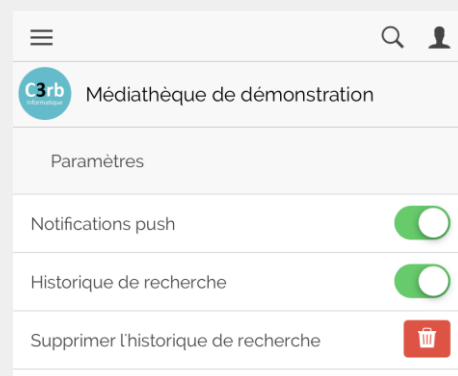 C3rb
Informatique
Médiathèque de démonstration
Paramètres
Notifications push
Historique de recherche
Supprimer l'historique de recherche